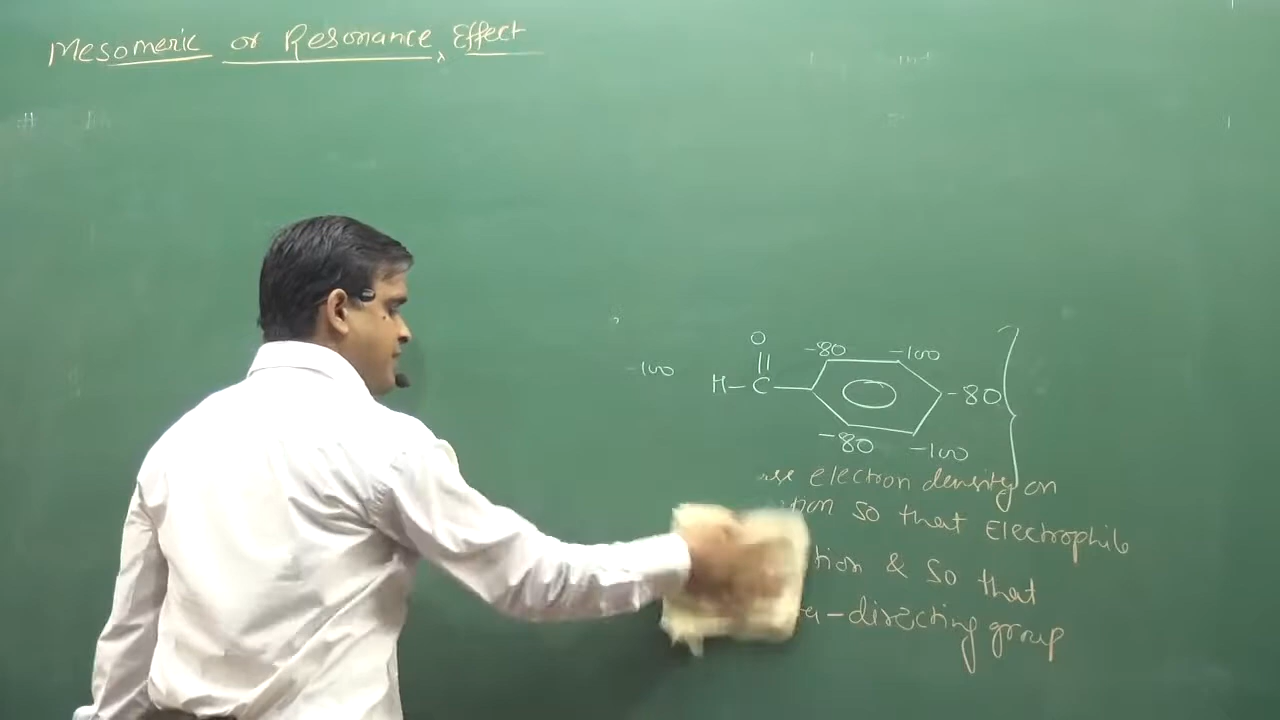 Mesomeric or Resonance, Effect
O
-80 -100
-100 H-C -80
-80 -100
electron density on
so that Electrophile
tion & so that
-directing group